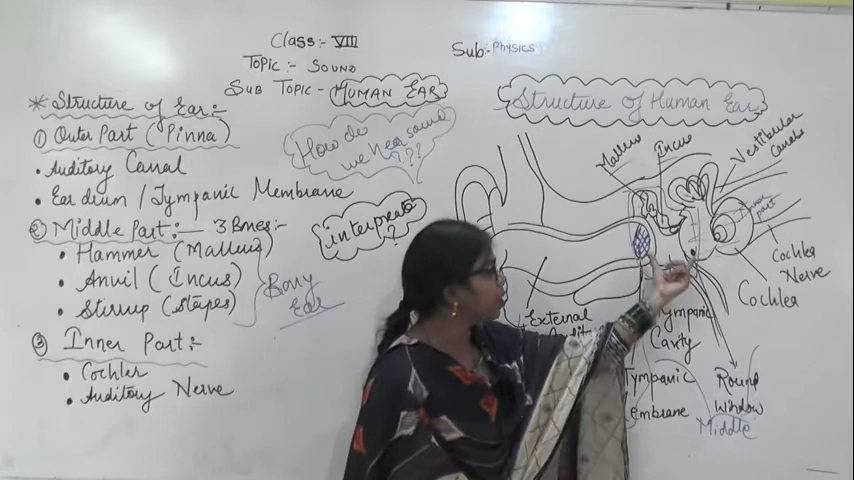 Class:- VIII
Sub:- Physics
Topic:- Sound
Sub Topic - Human Ear
* Structure of Ear:-
① Outer Part (Pinna)
• Auditory Canal
• Ear drum / Tympanic Membrane
② Middle Part:- 3 Bones:-
• Hammer (Malleus)
• Anvil (Incus)
• Stirrup (Stapes)
Bony
Ear
③ Inner Part:-
• Cochlea
• Auditory Nerve
How do
we hear sound
???
interprete
?
Structure of Human Ear
Malleus
Incus
Vestibular
Canals
Inner
part
Cochlea
Nerve
Cochlea
External
Tympanic
Cavity
Tympanic
Membrane
Round
Window
Middle